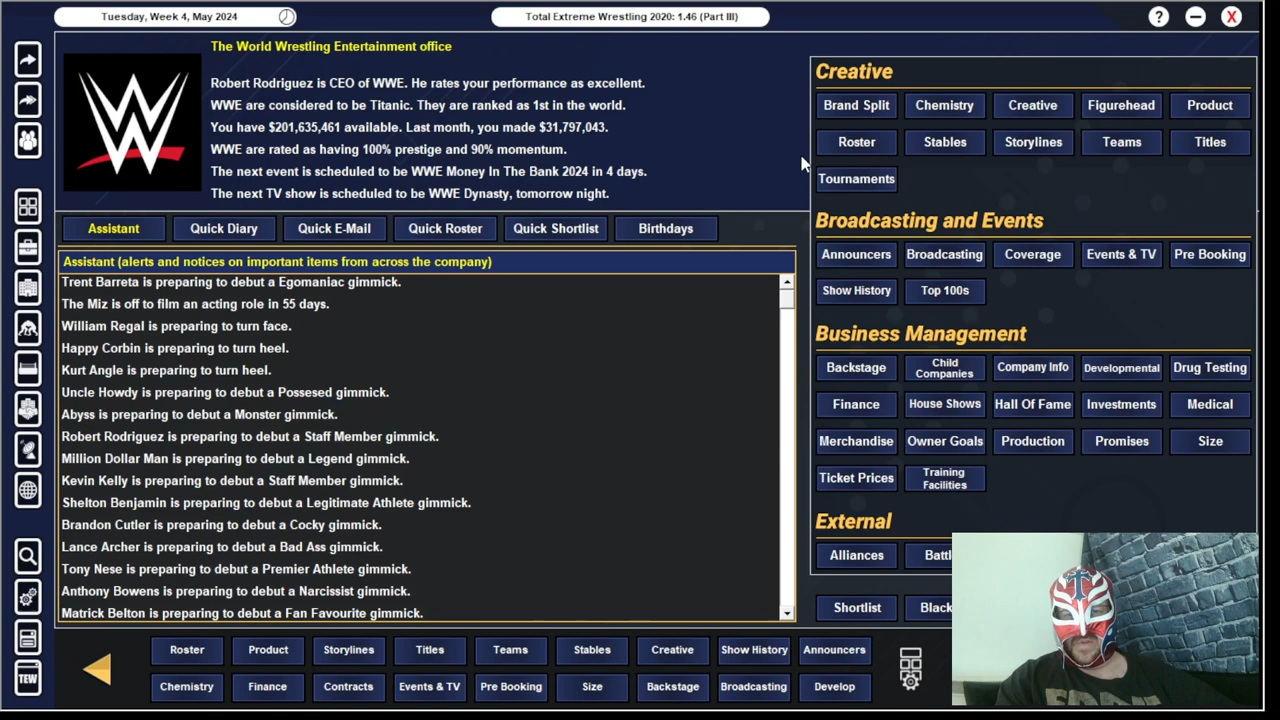 Tuesday, Week 4, May 2024
Total Extreme Wrestling 2020: 1.46 (Part III)
?
X
The World Wrestling Entertainment office
Robert Rodriguez is CEO of WWE. He rates your performance as excellent.
WWE are considered to be Titanic. They are ranked as 1st in the world.
You have $201,635,461 available. Last month, you made $31,797,043.
WWE are rated as having 100% prestige and 90% momentum.
The next event is scheduled to be WWE Money In The Bank 2024 in 4 days.
The next TV show is scheduled to be WWE Dynasty, tomorrow night.
Assistant Quick Diary Quick E-Mail Quick Roster Quick Shortlist Birthdays
Assistant (alerts and notices on important items from across the company)
Trent Barreta is preparing to debut a Egomaniac gimmick.
The Miz is off to film an acting role in 55 days.
William Regal is preparing to turn face.
Happy Corbin is preparing to turn heel.
Kurt Angle is preparing to turn heel.
Uncle Howdy is preparing to debut a Possesed gimmick.
Abyss is preparing to debut a Monster gimmick.
Robert Rodriguez is preparing to debut a Staff Member gimmick.
Million Dollar Man is preparing to debut a Legend gimmick.
Kevin Kelly is preparing to debut a Staff Member gimmick.
Shelton Benjamin is preparing to debut a Legitimate Athlete gimmick.
Brandon Cutler is preparing to debut a Cocky gimmick.
Lance Archer is preparing to debut a Bad Ass gimmick.
Tony Nese is preparing to debut a Premier Athlete gimmick.
Anthony Bowens is preparing to debut a Narcissist gimmick.
Matrick Belton is preparing to debut a Fan Favourite gimmick.
Creative
Brand Split Chemistry Creative Figurehead Product
Roster Stables Storylines Teams Titles
Tournaments
Broadcasting and Events
Announcers Broadcasting Coverage Events & TV Pre Booking
Show History Top 100s
Business Management
Backstage Child Companies Company Info Developmental Drug Testing
Finance House Shows Hall Of Fame Investments Medical
Merchandise Owner Goals Production Promises Size
Ticket Prices Training Facilities
External
Alliances Battl
Shortlist Black
Roster Product Storylines Titles Teams Stables Creative Show History Announcers
Chemistry Finance Contracts Events & TV Pre Booking Size Backstage Broadcasting Develop
TEW